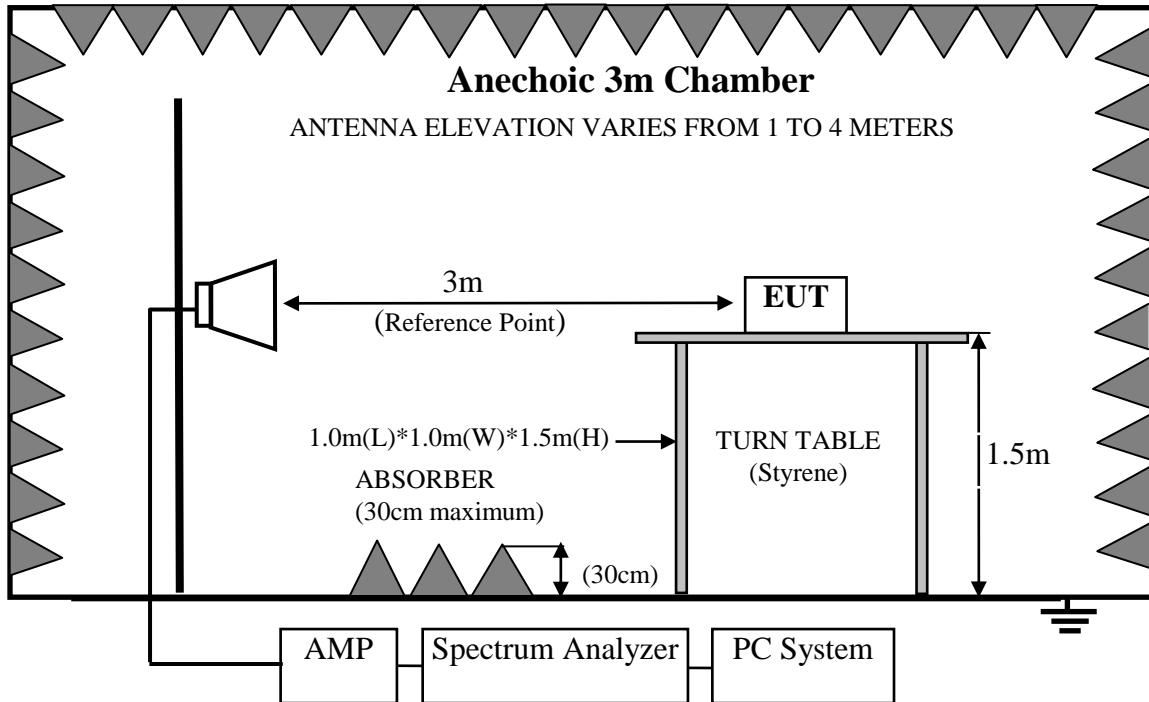 Anechoic 3m Chamber
ANTENNA ELEVATION VARIES FROM 1 TO 4 METERS
3m
(Reference Point)
EUT
1.0m(L)*1.0m(W)*1.5m(H)
TURN TABLE
(Styrene)
1.5m
ABSORBER
(30cm maximum)
(30cm)
AMP
Spectrum Analyzer
PC System